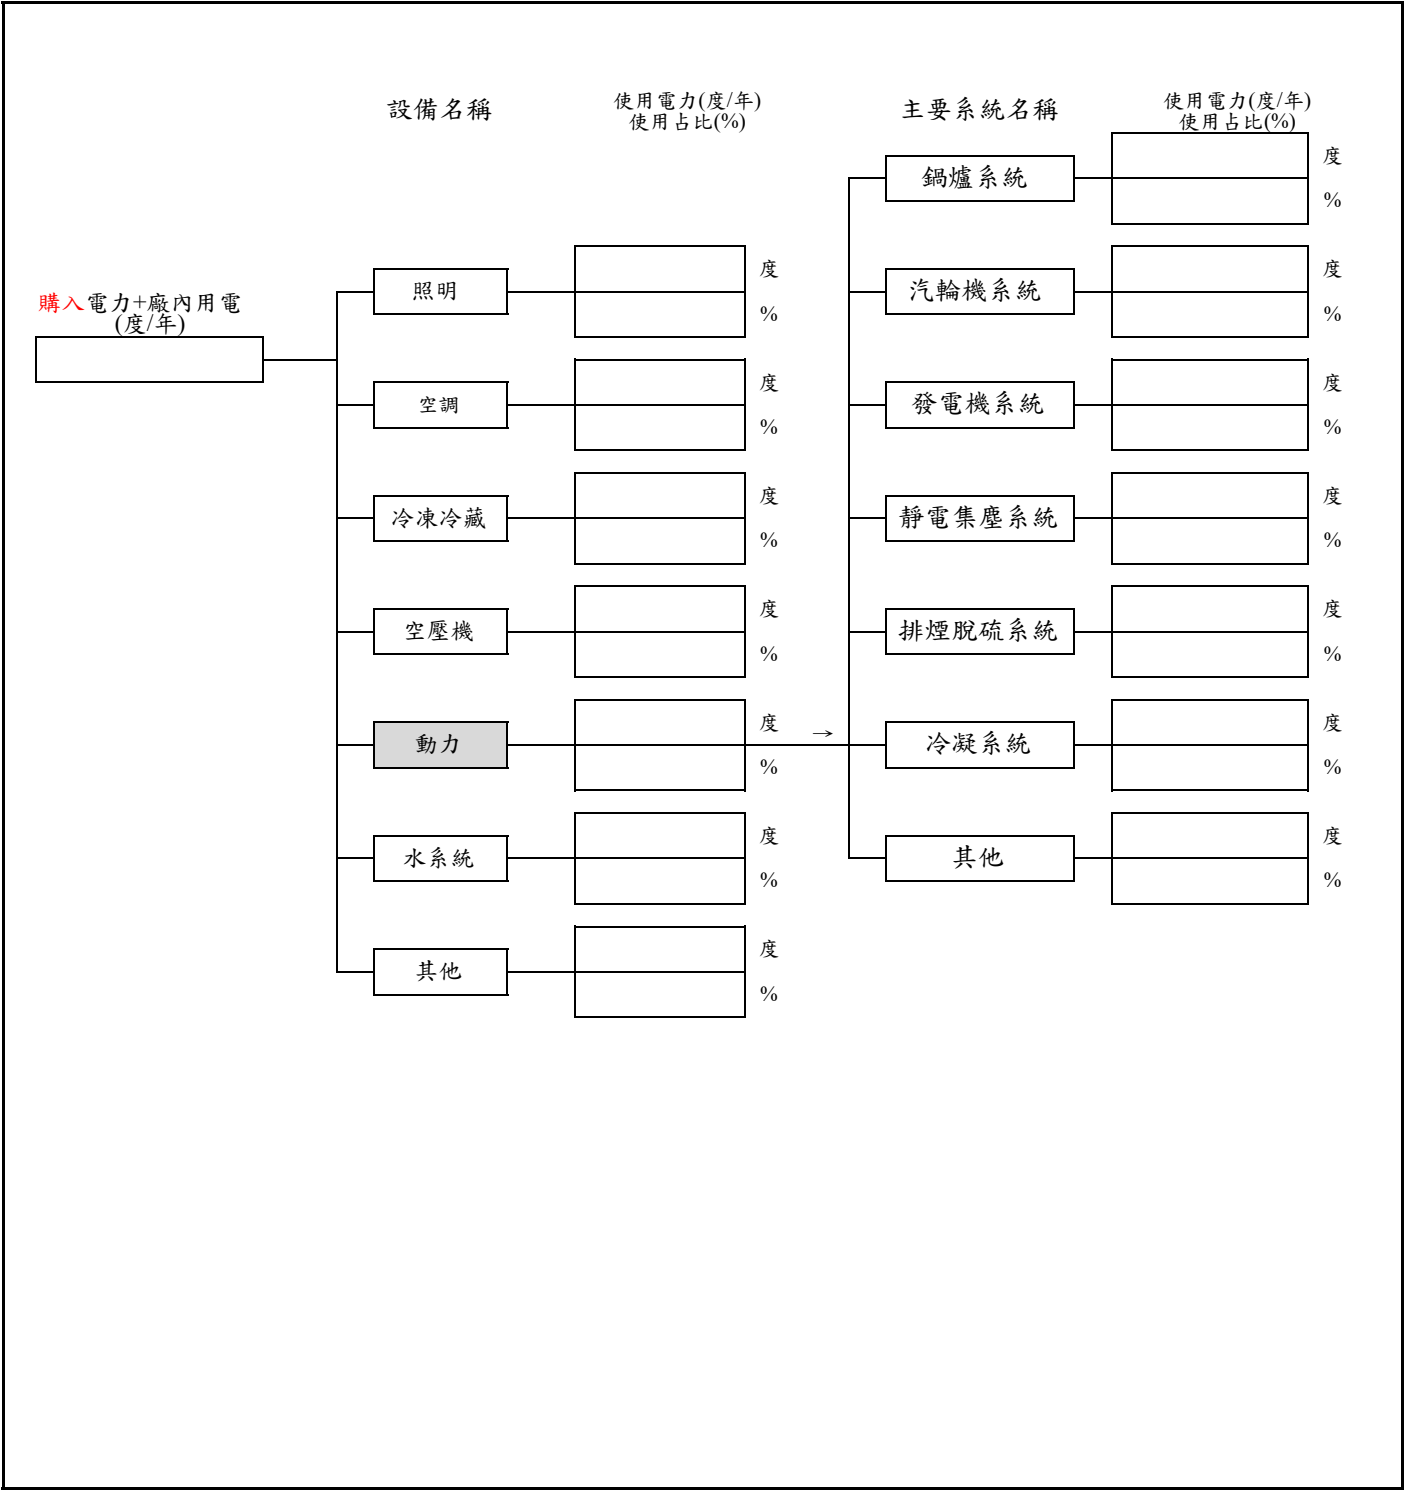 設備名稱
使用電力(度/年)
使用占比(%)
主要系統名稱
使用電力(度/年)
使用占比(%)
購入電力+廠內用電
(度/年)
照明
度
%
空調
度
%
冷凍冷藏
度
%
空壓機
度
%
動力
度
%
→
水系統
度
%
其他
度
%
鍋爐系統
度
%
汽輪機系統
度
%
發電機系統
度
%
靜電集塵系統
度
%
排煙脫硫系統
度
%
冷凝系統
度
%
其他
度
%